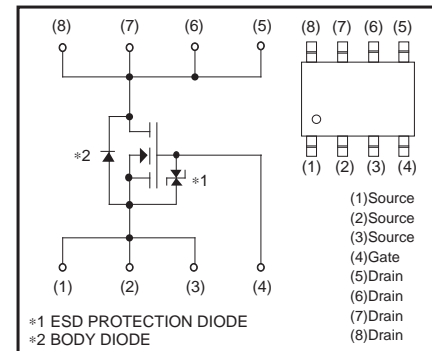 (8) (7) (6) (5)
(8) (7) (6) (5)
∗2
∗1
(1) (2) (3) (4)
(1) (2) (3) (4)
(1)Source
(2)Source
(3)Source
(4)Gate
(5)Drain
(6)Drain
(7)Drain
(8)Drain
∗1 ESD PROTECTION DIODE
∗2 BODY DIODE